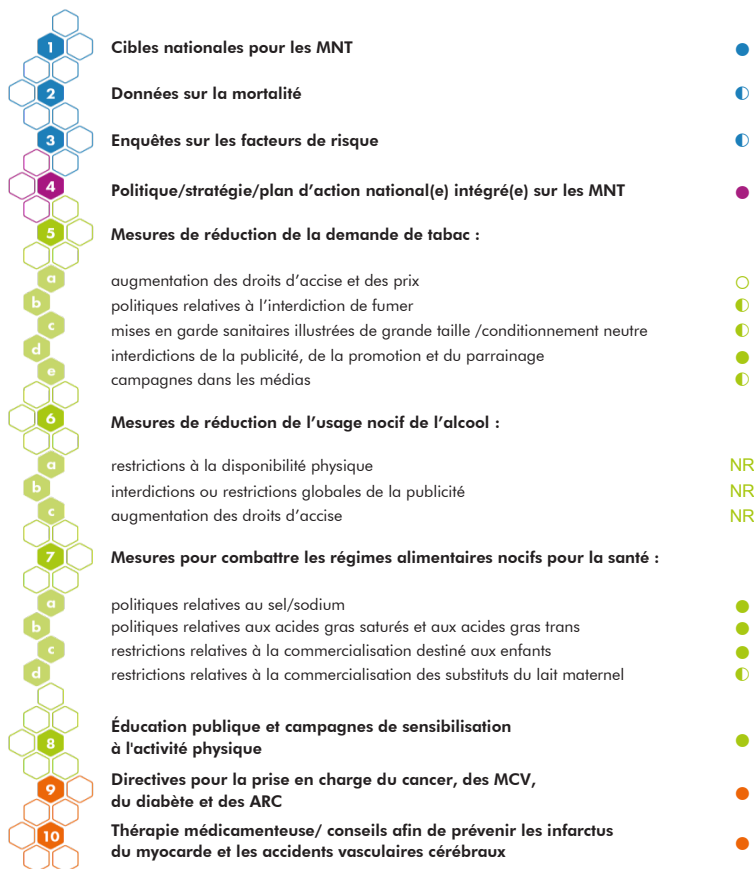 1 Cibles nationales pour les MNT
2 Données sur la mortalité
3 Enquêtes sur les facteurs de risque
4 Politique/stratégie/plan d'action national(e) intégré(e) sur les MNT
5 Mesures de réduction de la demande de tabac :
a augmentation des droits d'accise et des prix
b politiques relatives à l'interdiction de fumer
c mises en garde sanitaires illustrées de grande taille /conditionnement neutre
d interdictions de la publicité, de la promotion et du parrainage
e campagnes dans les médias
6 Mesures de réduction de l'usage nocif de l'alcool :
a restrictions à la disponibilité physique NR
b interdictions ou restrictions globales de la publicité NR
c augmentation des droits d'accise NR
7 Mesures pour combattre les régimes alimentaires nocifs pour la santé :
a politiques relatives au sel/sodium
b politiques relatives aux acides gras saturés et aux acides gras trans
c restrictions relatives à la commercialisation destiné aux enfants
d restrictions relatives à la commercialisation des substituts du lait maternel
8 Éducation publique et campagnes de sensibilisation
à l'activité physique
9 Directives pour la prise en charge du cancer, des MCV,
du diabète et des ARC
10 Thérapie médicamenteuse/ conseils afin de prévenir les infarctus
du myocarde et les accidents vasculaires cérébraux